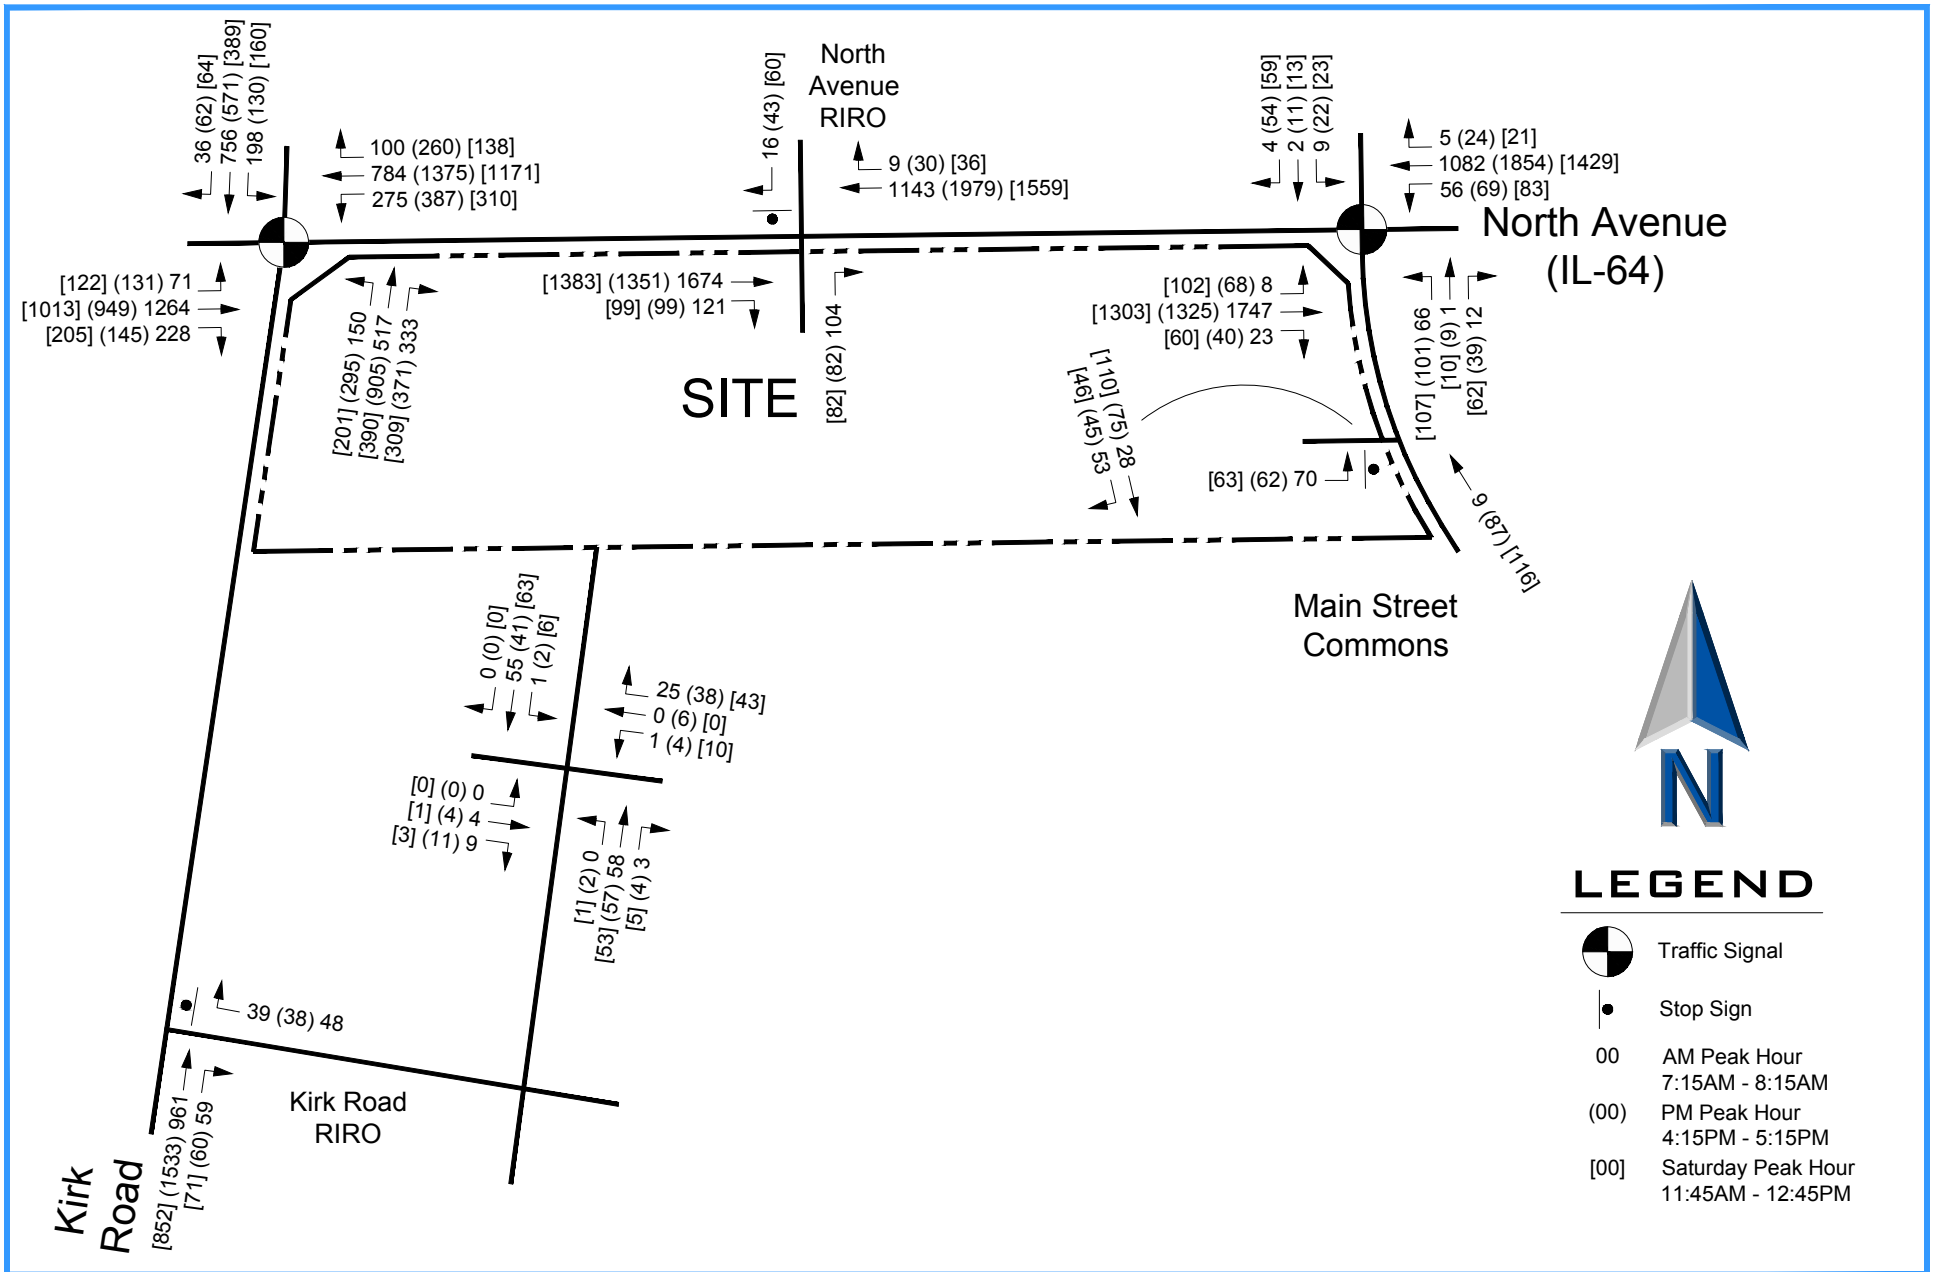 36 (62) [64]
756 (571) [389]
198 (130) [160]
100 (260) [138]
784 (1375) [1171]
275 (387) [310]
16 (43) [60]
North
Avenue
RIRO
9 (30) [36]
1143 (1979) [1559]
4 (54) [59]
2 (11) [13]
9 (22) [23]
5 (24) [21]
1082 (1854) [1429]
56 (69) [83]
North Avenue
(IL-64)
[122] (131) 71
[1013] (949) 1264
[205] (145) 228
[201] (295) 150
[390] (905) 517
[309] (371) 333
[1383] (1351) 1674
[99] (99) 121
[82] (82) 104
[102] (68) 8
[1303] (1325) 1747
[60] (40) 23
[107] (101) 66
[10] (9) 1
[62] (39) 12
SITE
[110] (75) 28
[46] (45) 53
[63] (62) 70
9 (87) [116]
Main Street
Commons
0 (0) [0]
55 (41) [63]
1 (2) [6]
25 (38) [43]
0 (6) [0]
1 (4) [10]
[0] (0) 0
[1] (4) 4
[3] (11) 9
[1] (2) 0
[53] (57) 58
[5] (4) 3
39 (38) 48
Kirk Road
RIRO
[852] (1533) 961
[71] (60) 59
Kirk
Road
N
LEGEND
Traffic Signal
Stop Sign
00 AM Peak Hour
7:15AM - 8:15AM
(00) PM Peak Hour
4:15PM - 5:15PM
[00] Saturday Peak Hour
11:45AM - 12:45PM